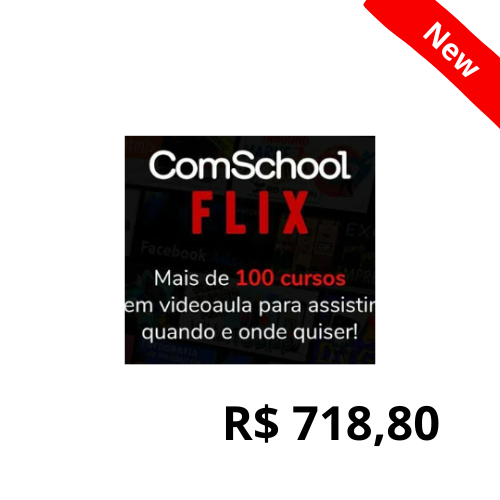 New
ComSchool
FLIX
Mais de 100 cursos
em videoaula para assistir
quando e onde quiser!
R$ 718,80